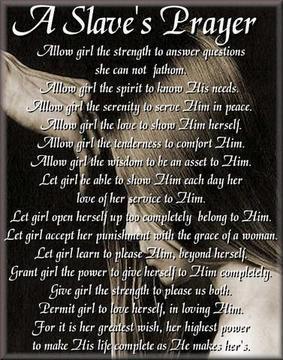 A Slave's Prayer
Allow girl the strength to answer questions
she can not fathom.
Allow girl the spirit to know His needs.
Allow girl the serenity to serve Him in peace.
Allow girl the love to show Him herself.
Allow girl the tenderness to comfort Him.
Allow girl the wisdom to be an asset to Him.
Let girl be able to show Him each day her
love of her service to Him.
Let girl open herself up too completely belong to Him.
Let girl accept her punishment with the grace of a woman.
Let girl learn to please Him, beyond herself.
Grant girl the power to give herself to Him completely.
Give girl the strength to please us both.
Permit girl to love herself, in loving Him.
For it is her greatest wish, her highest power
to make His life complete as He makes her's.